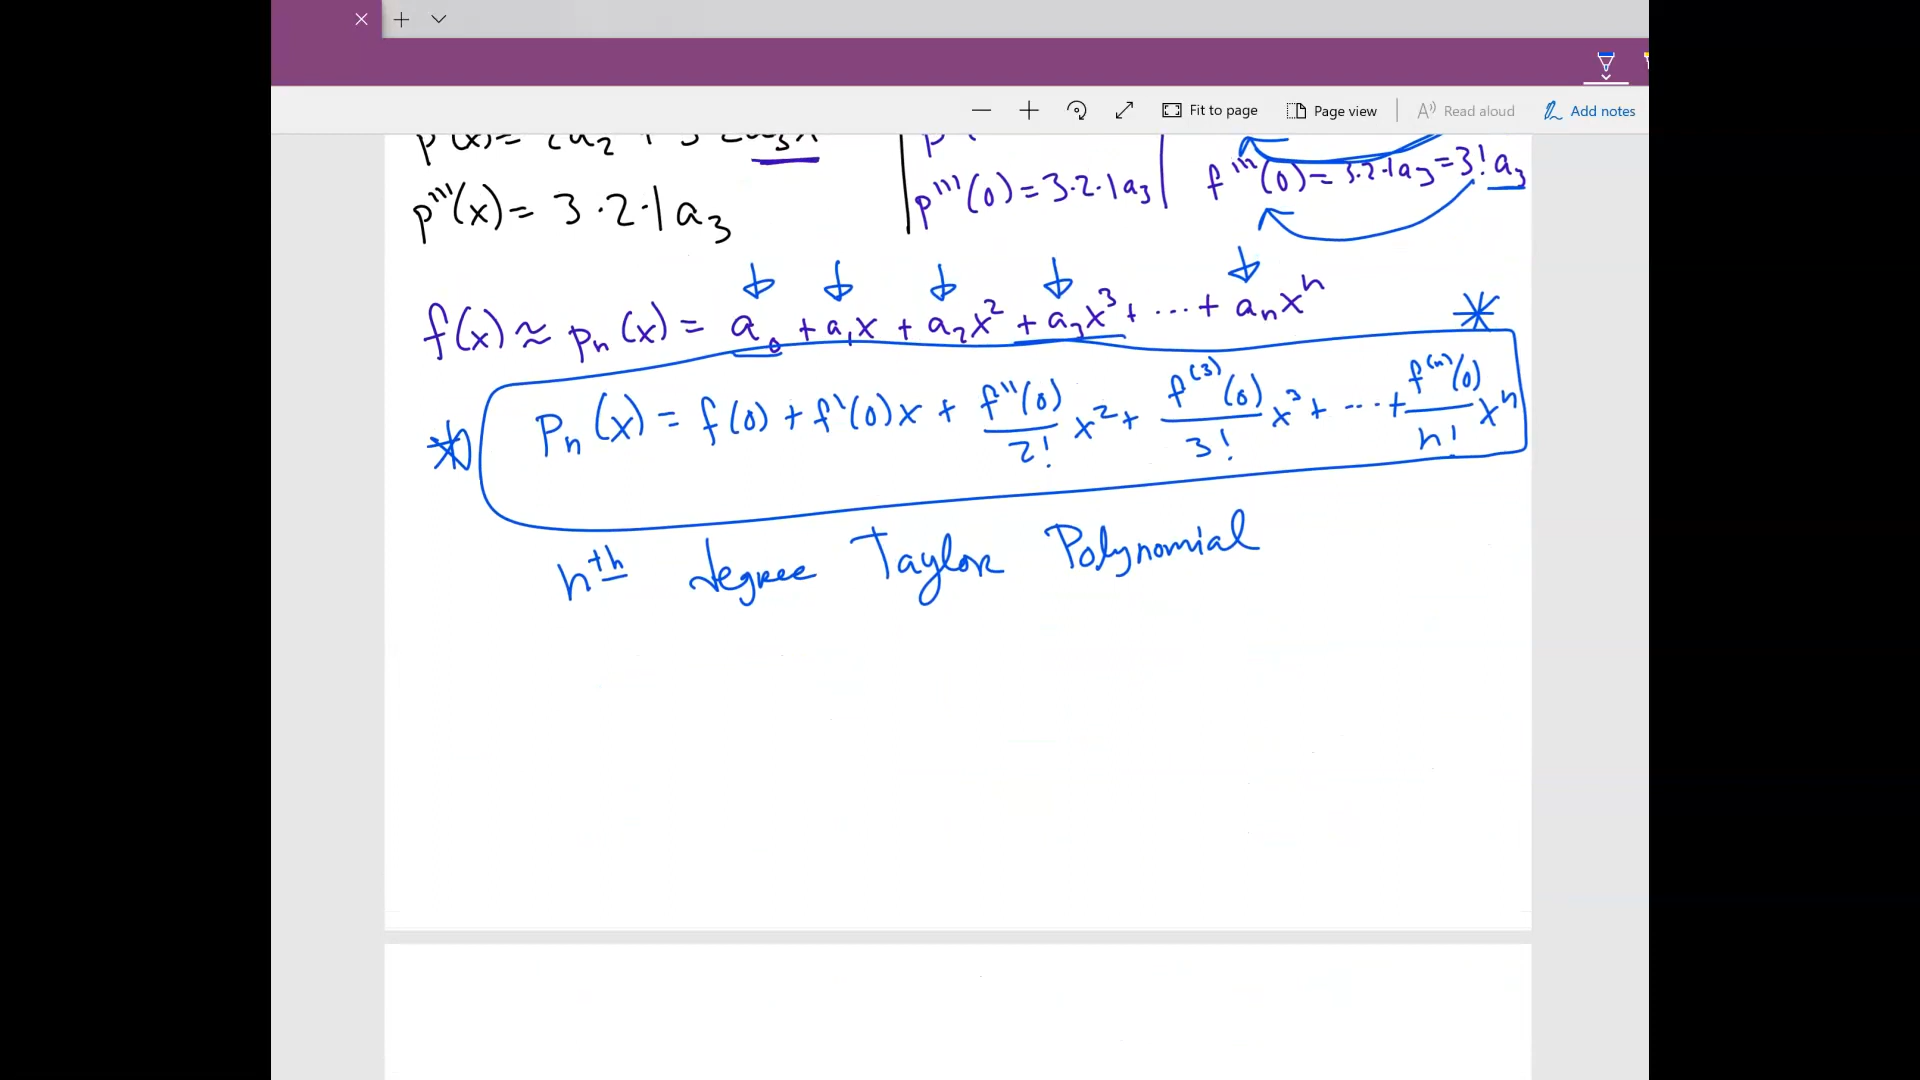 Fit to page Page view Read aloud Add notes
p'''(x) = 3·2·1 a₃
p'''(0) = 3·2·1 a₃
f'''(0) = 3·2·1 a₃ = 3! a₃
f(x) ≈ pₙ(x) = a₀ + a₁x + a₂x² + a₃x³ + ··· + aₙxⁿ
Pₙ(x) = f(0) + f'(0)x + f''(0)/2! x² + f⁽³⁾(0)/3! x³ + ··· + f⁽ⁿ⁾(0)/n! xⁿ
nth degree Taylor Polynomial